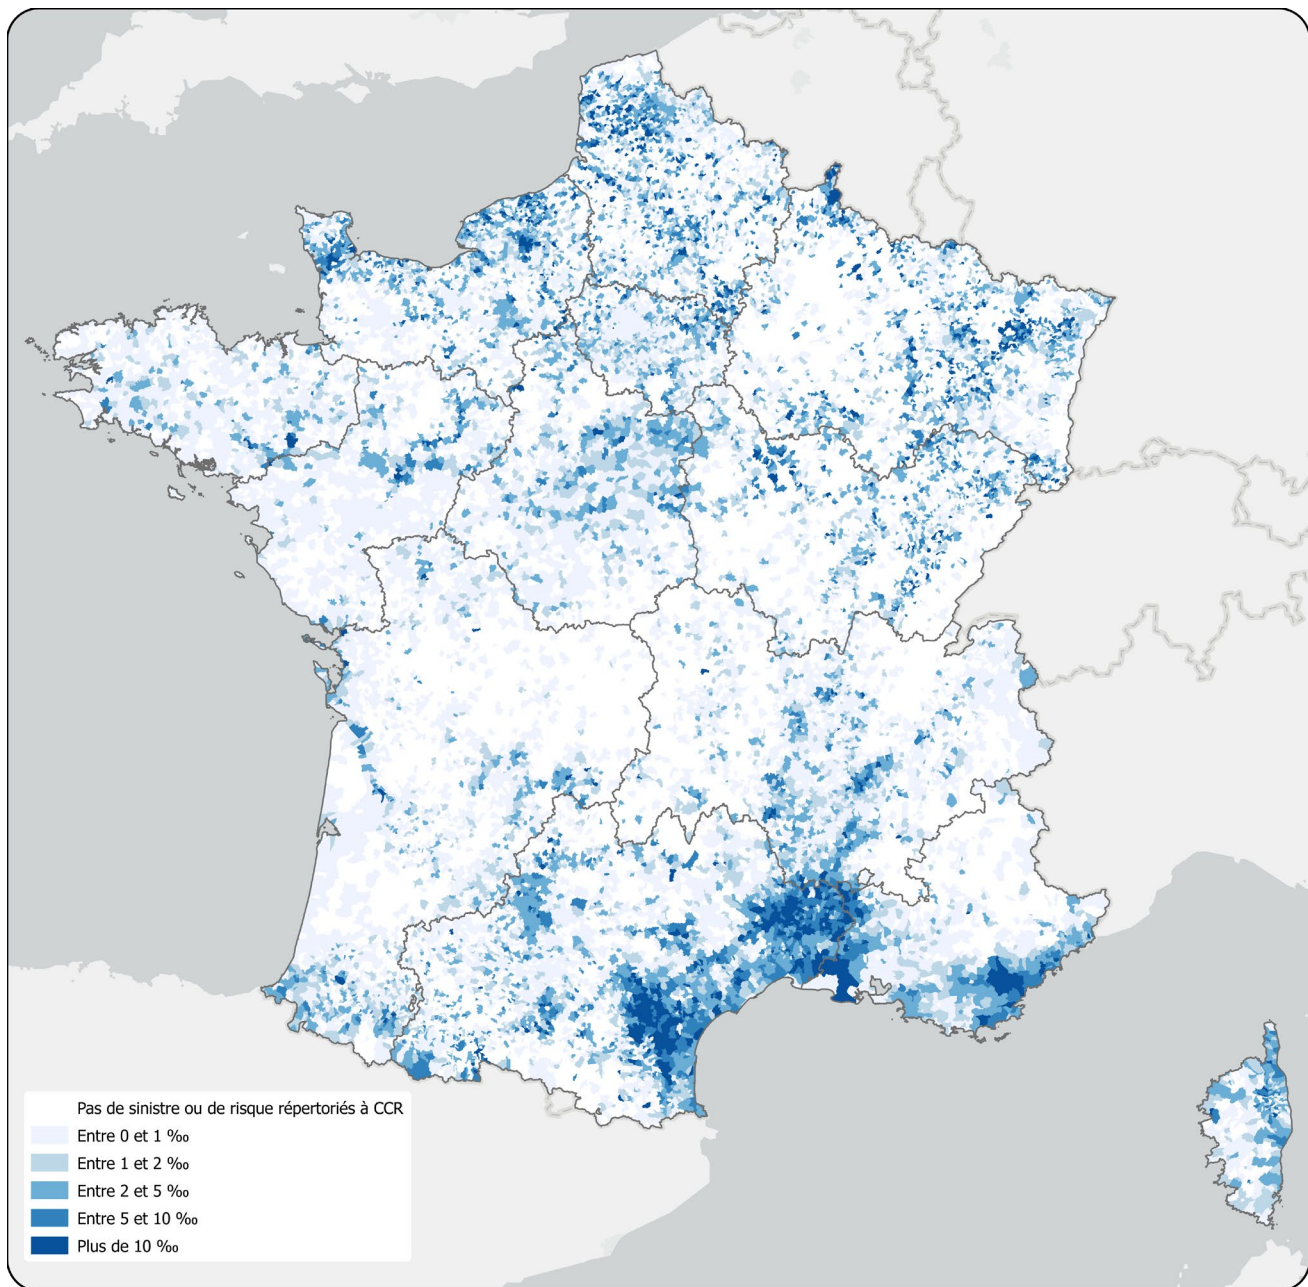 Pas de sinistre ou de risque répertoriés à CCR
Entre 0 et 1 ‰
Entre 1 et 2 ‰
Entre 2 et 5 ‰
Entre 5 et 10 ‰
Plus de 10 ‰